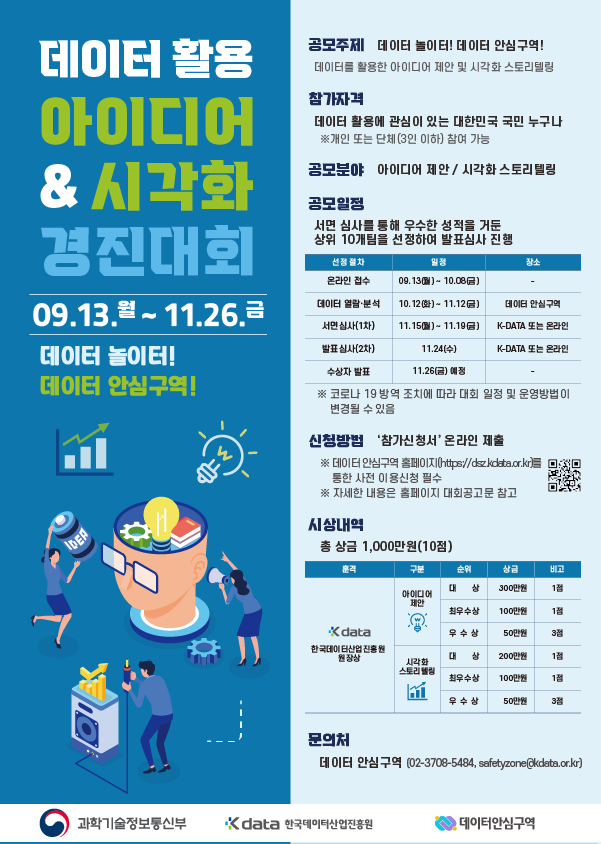 데이터 활용
아이디어
& 시각화
경진대회
09.13.월 ~ 11.26.금
데이터 놀이터!
데이터 안심구역!
IDEA
공모주제 데이터 놀이터! 데이터 안심구역!
데이터를 활용한 아이디어 제안 및 시각화 스토리텔링
참가자격
데이터 활용에 관심이 있는 대한민국 국민 누구나
※개인 또는 단체(3인 이하) 참여 가능
공모분야 아이디어 제안 / 시각화 스토리텔링
공모일정
서면 심사를 통해 우수한 성적을 거둔
상위 10개팀을 선정하여 발표심사 진행
선정 절차 일정 장소
온라인 접수 09.13(월) ~ 10.08(금) -
데이터 열람·분석 10.12(화) ~ 11.12(금) 데이터 안심구역
서면심사(1차) 11.15(월) ~ 11.19(금) K-DATA 또는 온라인
발표심사(2차) 11.24(수) K-DATA 또는 온라인
수상자 발표 11.26(금) 예정 -
※ 코로나 19 방역 조치에 따라 대회 일정 및 운영방법이
변경될 수 있음
신청방법 '참가신청서' 온라인 제출
※ 데이터안심구역 홈페이지(https://dsz.kdata.or.kr)를
통한 사전 이용신청 필수
※ 자세한 내용은 홈페이지 대회공고문 참고
시상내역
총 상금 1,000만원(10점)
훈격 구분 순위 상금 비고
Kdata
한국데이터산업진흥원
원장상
아이디어
제안
대 상 300만원 1점
최우수상 100만원 1점
우 수 상 50만원 3점
시각화
스토리텔링
대 상 200만원 1점
최우수상 100만원 1점
우 수 상 50만원 3점
문의처
데이터 안심구역 (02-3708-5484, safetyzone@kdata.or.kr)
과학기술정보통신부 Kdata 한국데이터산업진흥원 데이터안심구역